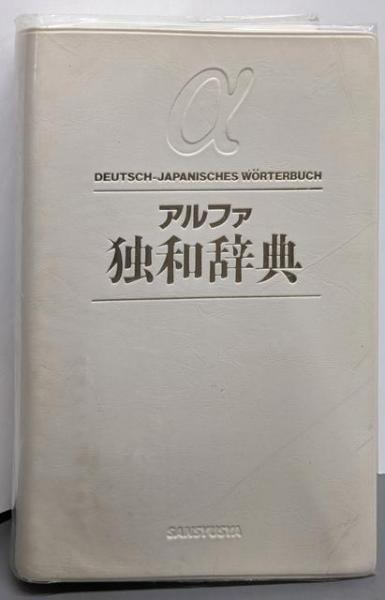 α
DEUTSCH-JAPANISCHES WÖRTERBUCH
アルファ
独和辞典
SANSYUSYA